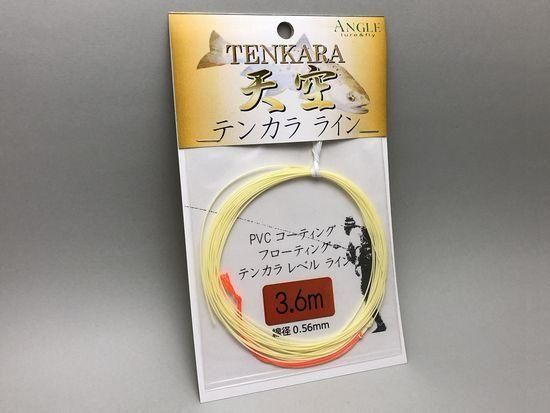 ANGLE
lure&fly
TENKARA
天空
テンカラ ライン
PVC コーティング
フローティング
テンカラ レベル ライン
3.6m
線径 0.56mm